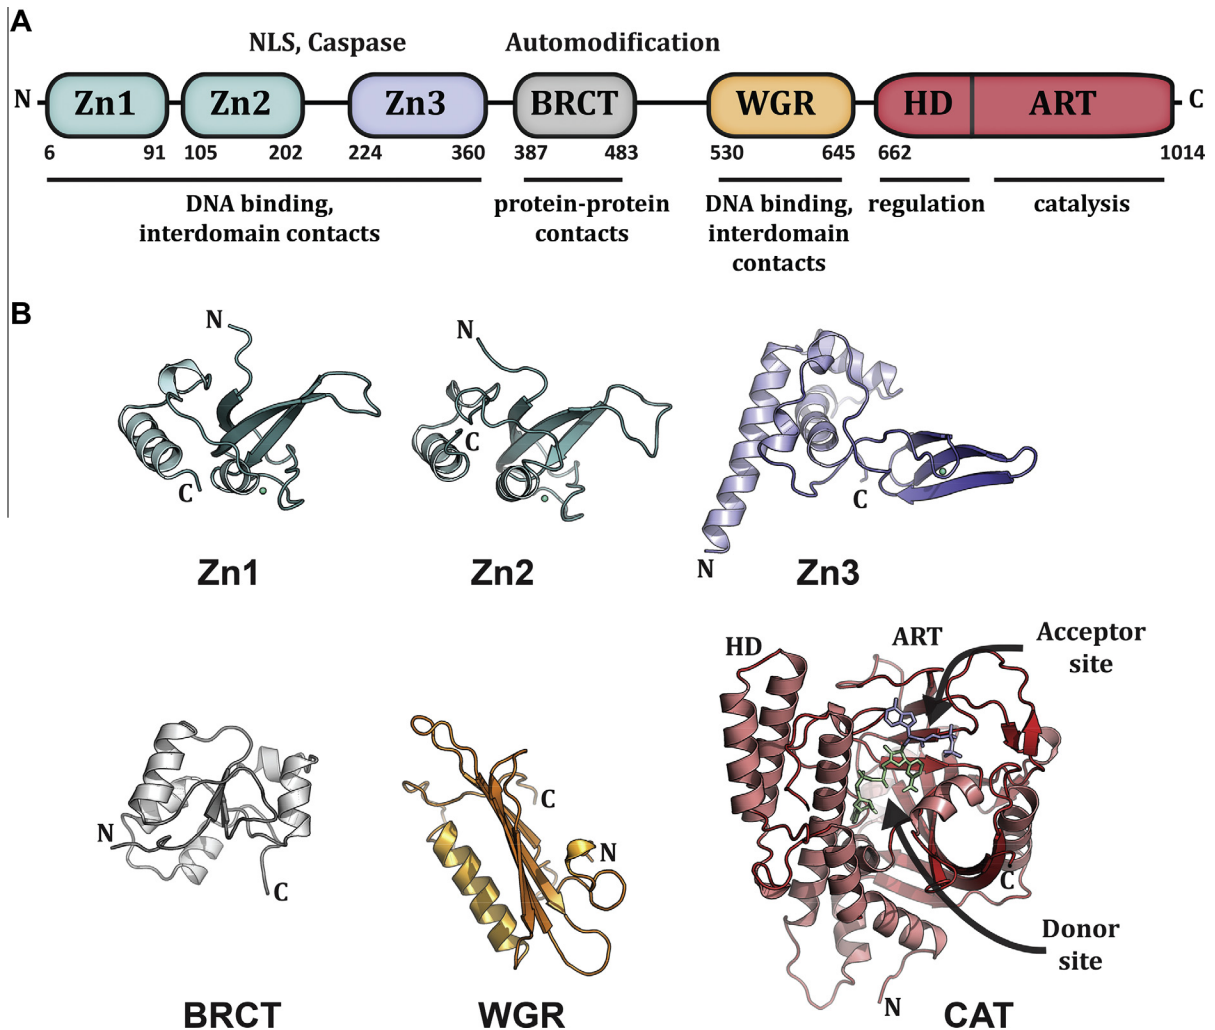 A
NLS, Caspase Automodification
N Zn1 Zn2 Zn3 BRCT WGR HD ART C
6 91 105 202 224 360 387 483 530 645 662 1014
DNA binding, protein-protein DNA binding, regulation catalysis
interdomain contacts contacts interdomain
contacts
B
N N
C C C
N
Zn1 Zn2 Zn3
HD ART Acceptor
site
N C C N C
Donor
site
N
BRCT WGR CAT